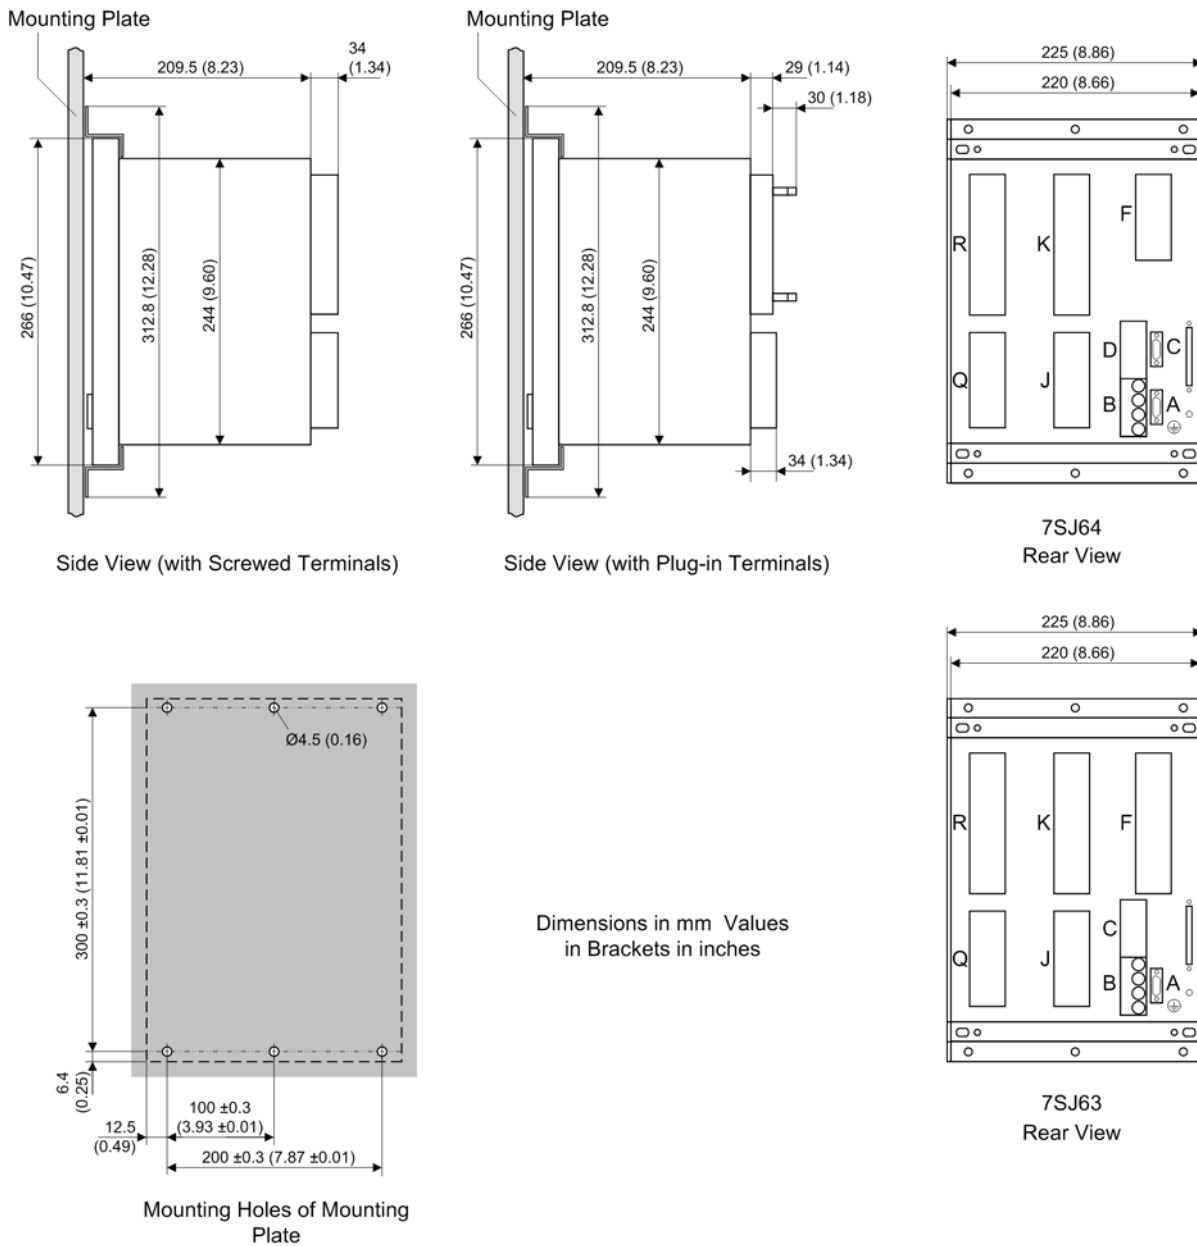 Mounting Plate
209.5 (8.23)
34
(1.34)
266 (10.47)
312.8 (12.28)
244 (9.60)
Side View (with Screwed Terminals)
Mounting Plate
209.5 (8.23)
29 (1.14)
30 (1.18)
266 (10.47)
312.8 (12.28)
244 (9.60)
34 (1.34)
Side View (with Plug-in Terminals)
225 (8.86)
220 (8.66)
R
K
F
Q
J
D
C
B
A
7SJ64
Rear View
Ø4.5 (0.16)
300 ±0.3 (11.81 ±0.01)
6.4
(0.25)
12.5
(0.49)
100 ±0.3
(3.93 ±0.01)
200 ±0.3 (7.87 ±0.01)
Mounting Holes of Mounting
Plate
Dimensions in mm Values
in Brackets in inches
225 (8.86)
220 (8.66)
R
K
F
Q
J
C
B
A
7SJ63
Rear View